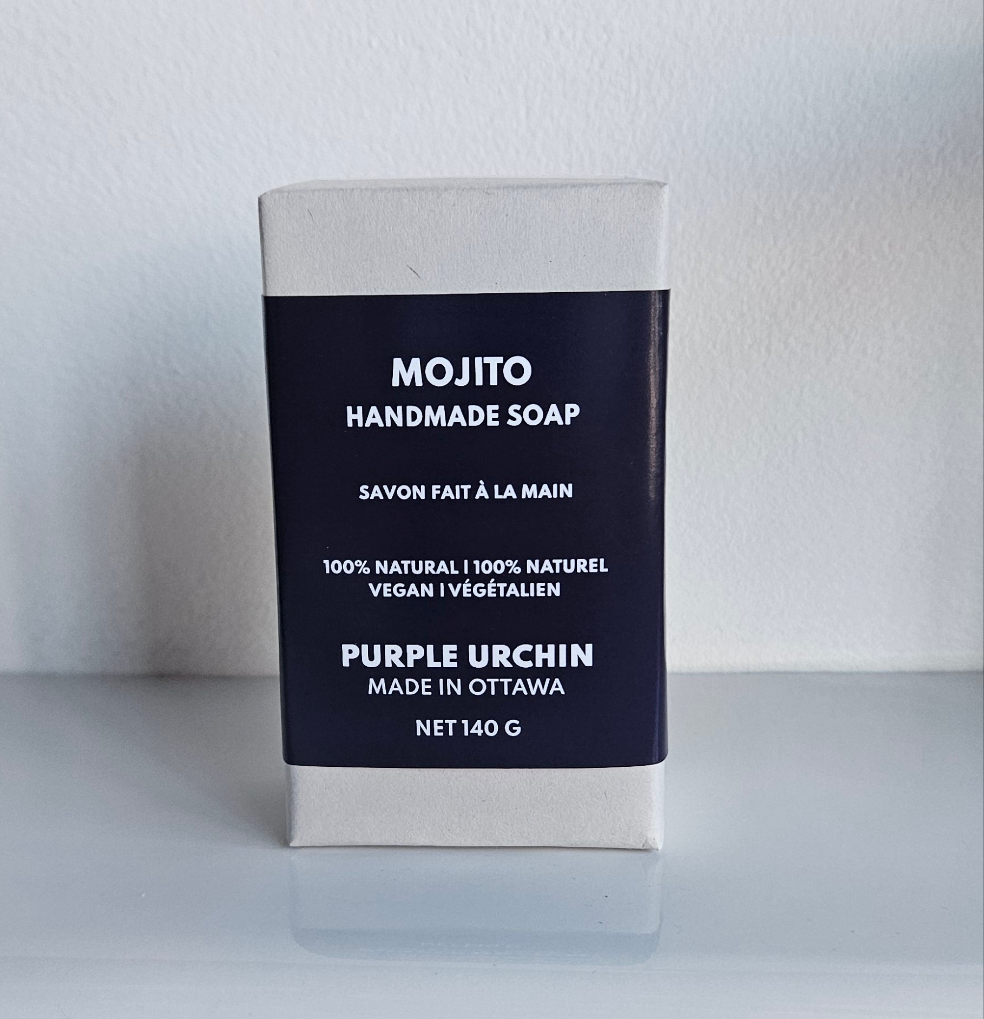 MOJITO
HANDMADE SOAP
SAVON FAIT À LA MAIN
100% NATURAL | 100% NATUREL
VEGAN | VÉGÉTALIEN
PURPLE URCHIN
MADE IN OTTAWA
NET 140 G